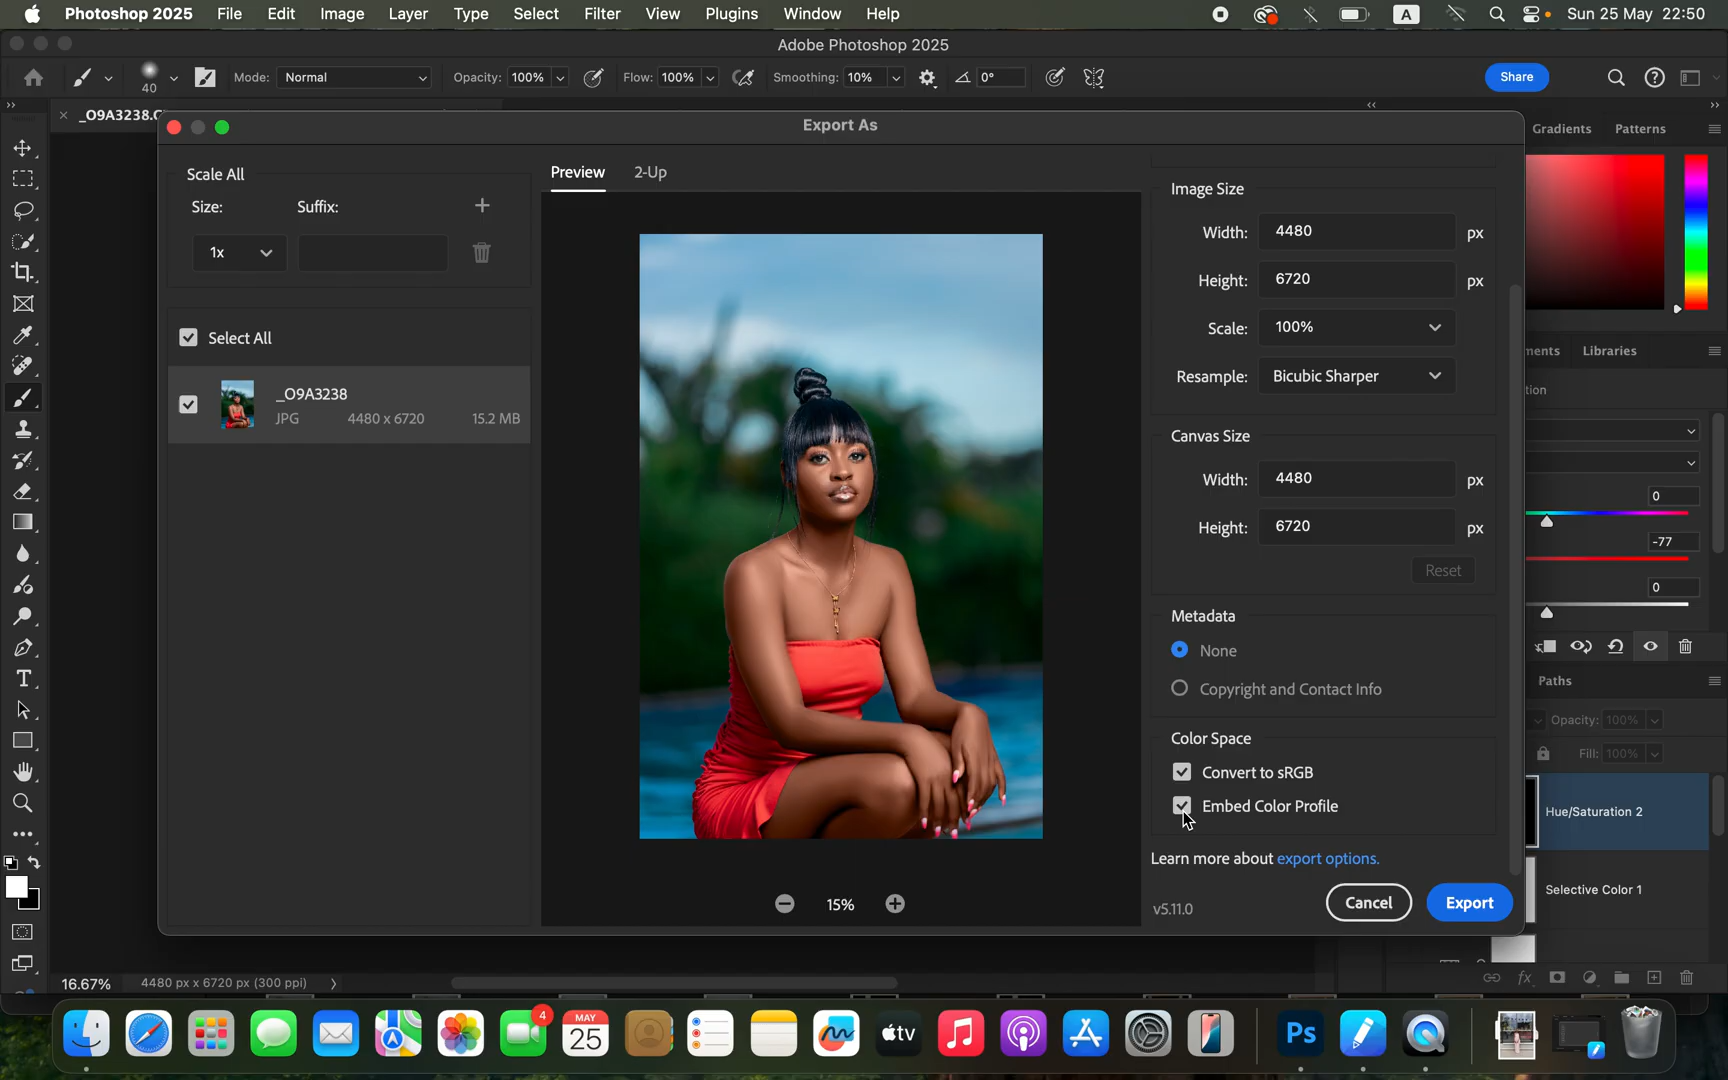 Photoshop 2025 File Edit Image Layer Type Select Filter View Plugins Window Help A Sun 25 May 22:50
Adobe Photoshop 2025
40 Mode: Normal Opacity: 100% Flow: 100% Smoothing: 10% 0° Share
_O9A3238.C
Export As
Gradients Patterns
Scale All
Size: Suffix:
1x
Select All
_O9A3238
JPG 4480 x 6720 15.2 MB
Preview 2-Up
15%
Image Size
Width: 4480 px
Height: 6720 px
Scale: 100%
Resample: Bicubic Sharper
Canvas Size
Width: 4480 px
Height: 6720 px
Reset
Metadata
None
Copyright and Contact Info
Color Space
Convert to sRGB
Embed Color Profile
Learn more about export options.
v5.11.0 Cancel Export
Libraries
0
-77
0
Paths
Opacity: 100%
Fill: 100%
Hue/Saturation 2
Selective Color 1
16.67% 4480 px x 6720 px (300 ppi)
4
MAY
25
tv
Ps